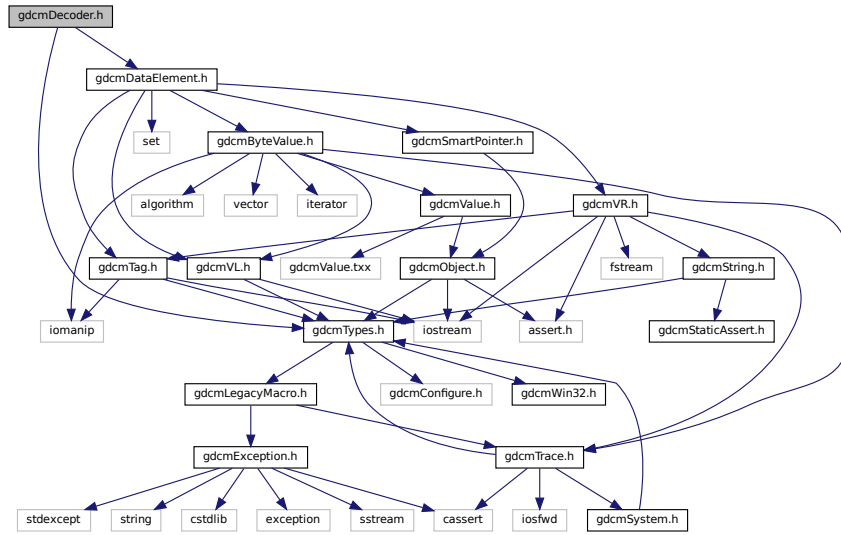 gdcmDecoder.h
gdcmDataElement.h
set
gdcmByteValue.h
gdcmSmartPointer.h
algorithm
vector
iterator
gdcmValue.h
gdcmVR.h
gdcmTag.h
gdcmVL.h
gdcmValue.txx
gdcmObject.h
fstream
gdcmString.h
iomanip
gdcmTypes.h
iostream
assert.h
gdcmStaticAssert.h
gdcmLegacyMacro.h
gdcmConfigure.h
gdcmWin32.h
gdcmException.h
gdcmTrace.h
stdexcept
string
cstdlib
exception
sstream
cassert
iosfwd
gdcmSystem.h